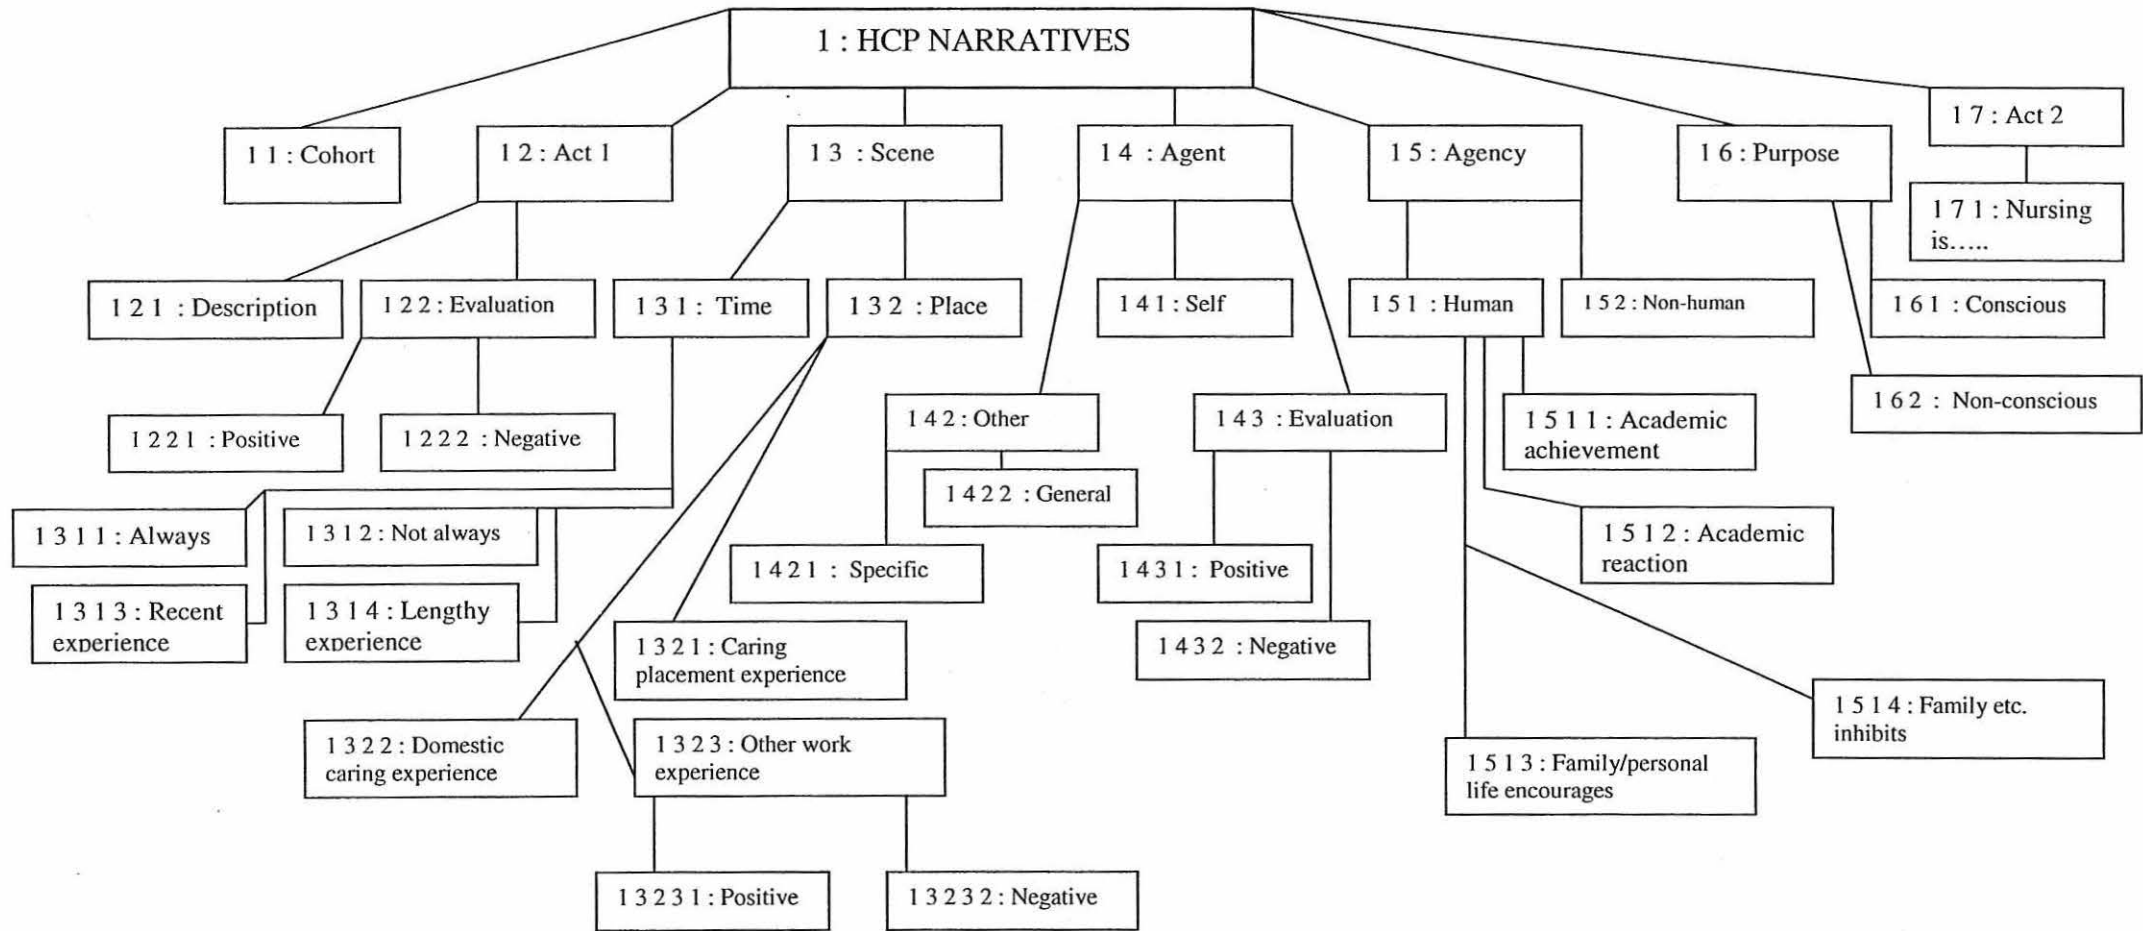 1 : HCP NARRATIVES
1 1 : Cohort
1 2 : Act 1
1 3 : Scene
1 4 : Agent
1 5 : Agency
1 6 : Purpose
1 7 : Act 2
1 7 1 : Nursing
is.....
1 2 1 : Description
1 2 2 : Evaluation
1 3 1 : Time
1 3 2 : Place
1 4 1 : Self
1 5 1 : Human
1 5 2 : Non-human
1 6 1 : Conscious
1 6 2 : Non-conscious
1 2 2 1 : Positive
1 2 2 2 : Negative
1 4 2 : Other
1 4 3 : Evaluation
1 5 1 1 : Academic
achievement
1 4 2 2 : General
1 3 1 1 : Always
1 3 1 2 : Not always
1 4 2 1 : Specific
1 4 3 1 : Positive
1 5 1 2 : Academic
reaction
1 3 1 3 : Recent
experience
1 3 1 4 : Lengthy
experience
1 3 2 1 : Caring
placement experience
1 4 3 2 : Negative
1 5 1 4 : Family etc.
inhibits
1 3 2 2 : Domestic
caring experience
1 3 2 3 : Other work
experience
1 5 1 3 : Family/personal
life encourages
1 3 2 3 1 : Positive
1 3 2 3 2 : Negative